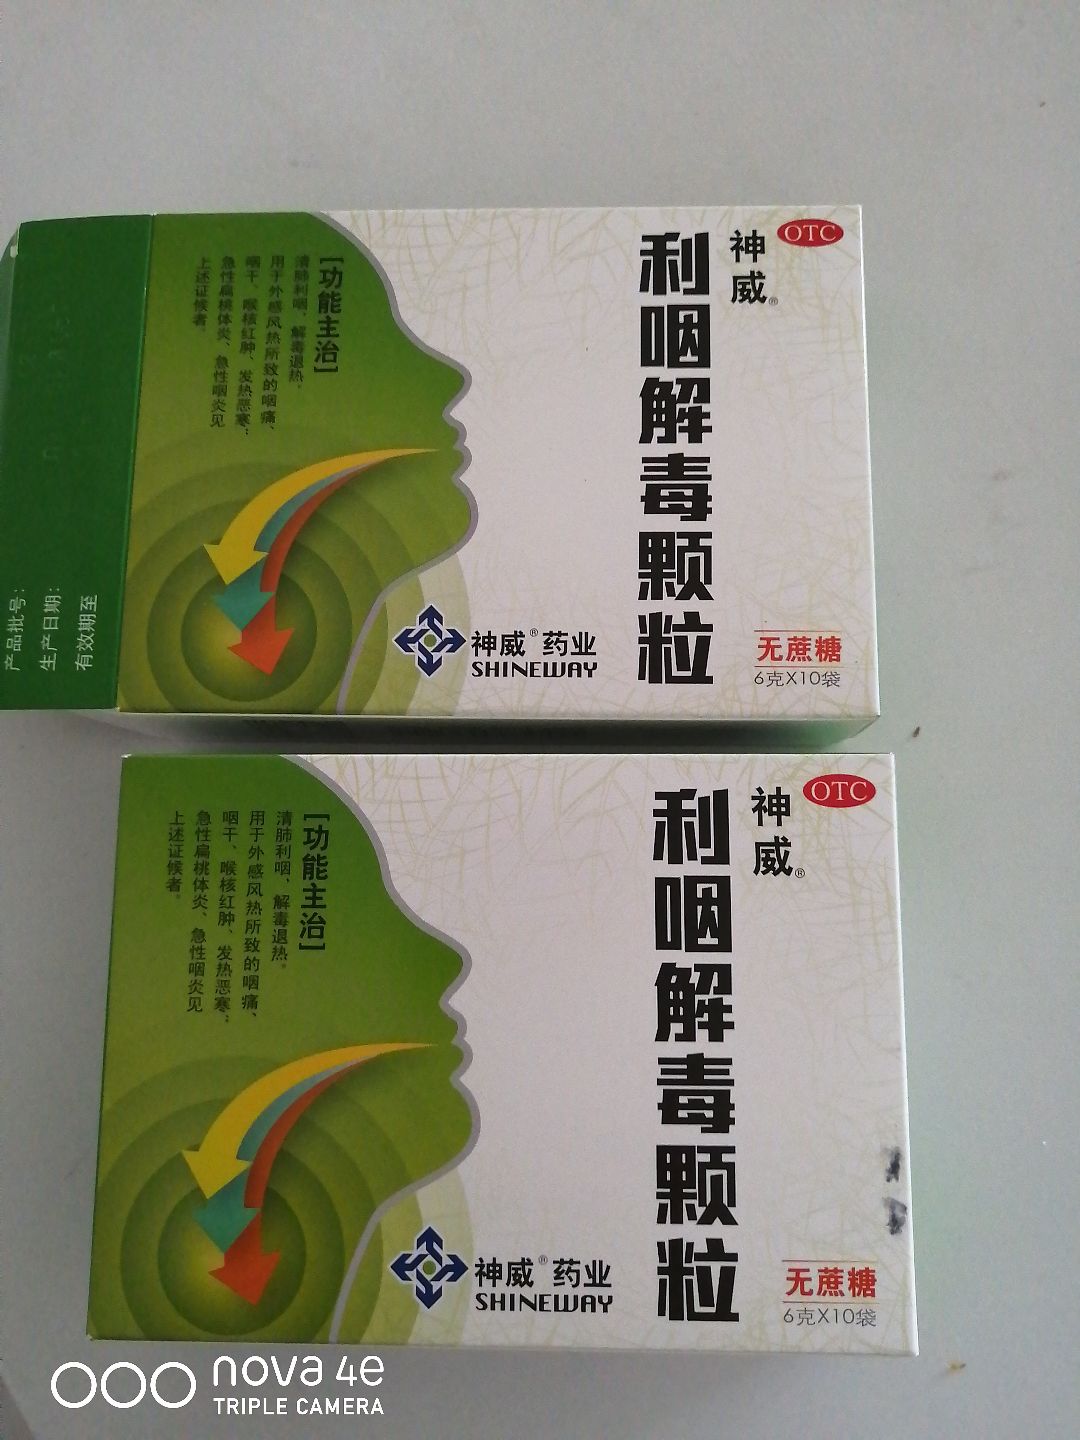 OTC
神威®
利咽解毒颗粒
[功能主治]
清肺利咽、解毒退热。
用于外感风热所致的咽痛、
咽干、喉核红肿、发热恶寒；
急性扁桃体炎、急性咽炎见
上述证候者。
神威®药业
SHINEWAY
无蔗糖
6克X10袋
产品批号：
生产日期：
有效期至
OTC
神威®
利咽解毒颗粒
[功能主治]
清肺利咽、解毒退热。
用于外感风热所致的咽痛、
咽干、喉核红肿、发热恶寒；
急性扁桃体炎、急性咽炎见
上述证候者。
神威®药业
SHINEWAY
无蔗糖
6克X10袋
nova 4e
TRIPLE CAMERA